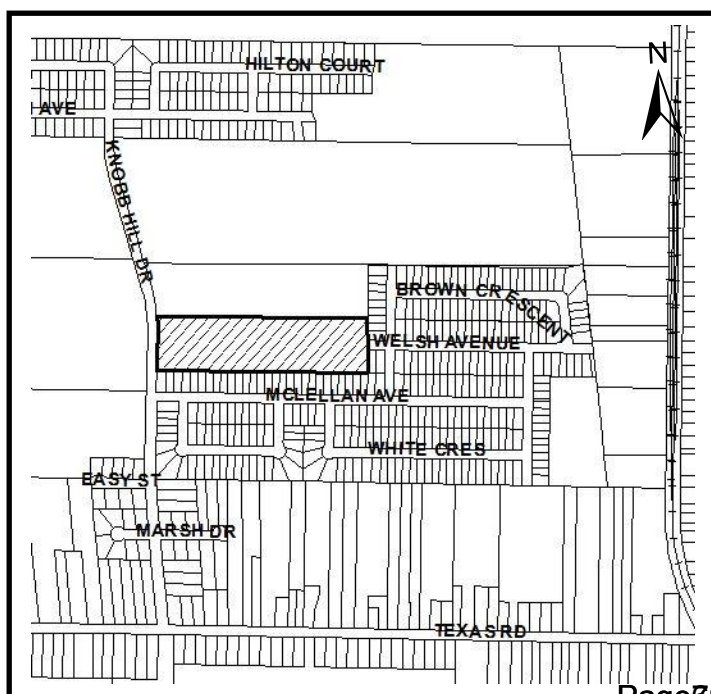 N
HILTON COURT
AVE
KNOBB HILL DR
BROWN CRESCENT
WELSH AVENUE
MCLELLAN AVE
WHITE CRES
EASY ST
MARSH DR
TEXAS RD